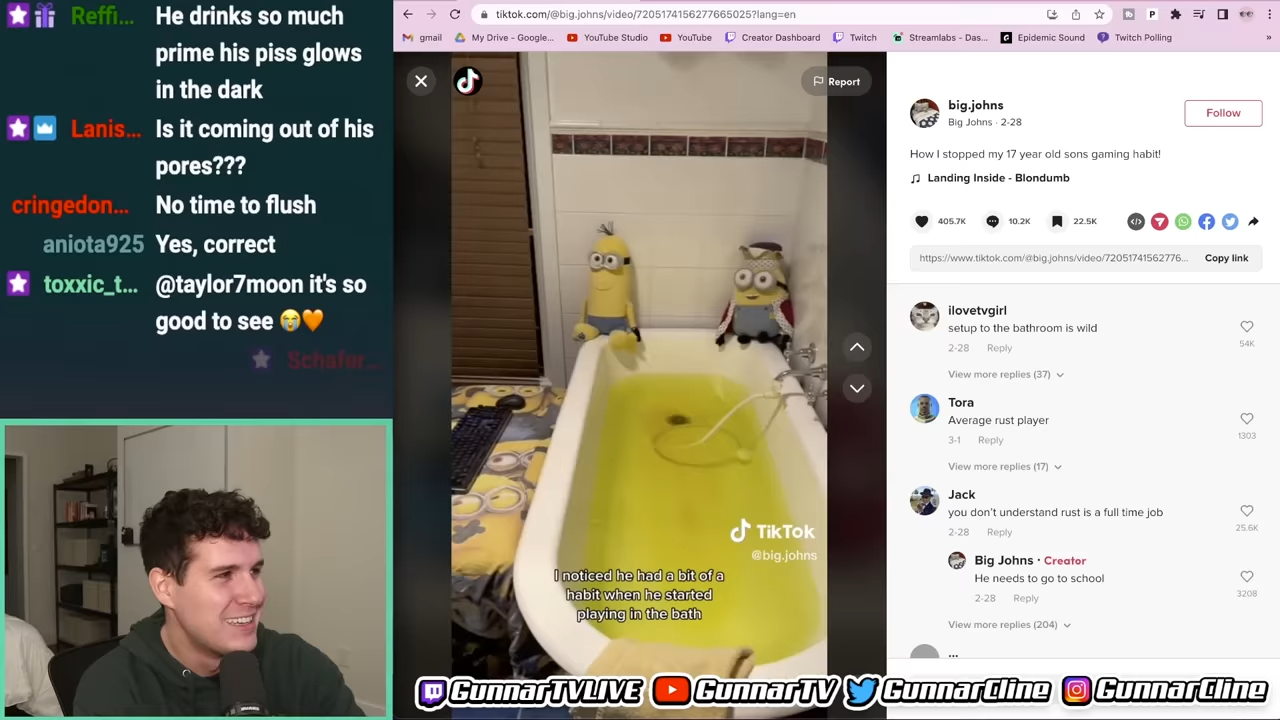 Reffi... He drinks so much
prime his piss glows
in the dark
Lanis... Is it coming out of his
pores???
cringedon... No time to flush
aniota925 Yes, correct
toxxic_t... @taylor7moon it's so
good to see 😭🧡
Schafur...
tiktok.com/@big.johns/video/7205174156277665025?lang=en
gmail My Drive - Google... YouTube Studio YouTube Creator Dashboard Twitch Streamlabs - Das... Epidemic Sound Twitch Polling »
Report
TikTok
@big.johns
I noticed he had a bit of a
habit when he started
playing in the bath
big.johns
Big Johns · 2-28
Follow
How I stopped my 17 year old sons gaming habit!
Landing Inside - Blondumb
405.7K 10.2K 22.5K
https://www.tiktok.com/@big.johns/video/72051741562776... Copy link
ilovetvgirl
setup to the bathroom is wild
2-28 Reply
54K
View more replies (37)
Tora
Average rust player
3-1 Reply
1303
View more replies (17)
Jack
you don't understand rust is a full time job
2-28 Reply
25.6K
Big Johns · Creator
He needs to go to school
2-28 Reply
3208
View more replies (204)
...
GunnarTVLIVE GunnarTV GunnarCline GunnarCline